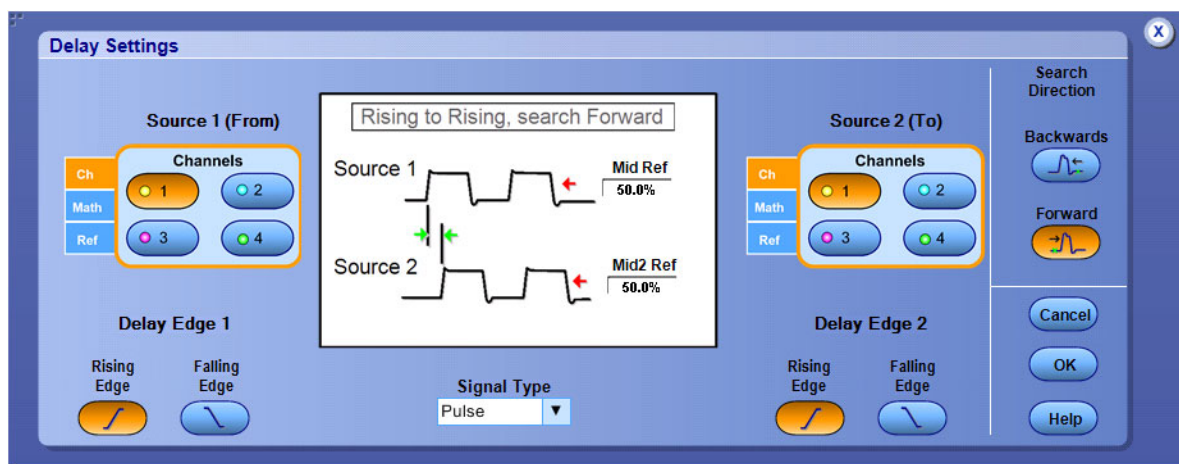 X
Delay Settings
Source 1 (From)
Ch
Math
Ref
Channels
1
2
3
4
Delay Edge 1
Rising
Edge
Falling
Edge
Rising to Rising, search Forward
Source 1
Mid Ref
50.0%
Source 2
Mid2 Ref
50.0%
Signal Type
Pulse
Source 2 (To)
Ch
Math
Ref
Channels
1
2
3
4
Delay Edge 2
Rising
Edge
Falling
Edge
Search
Direction
Backwards
Forward
Cancel
OK
Help